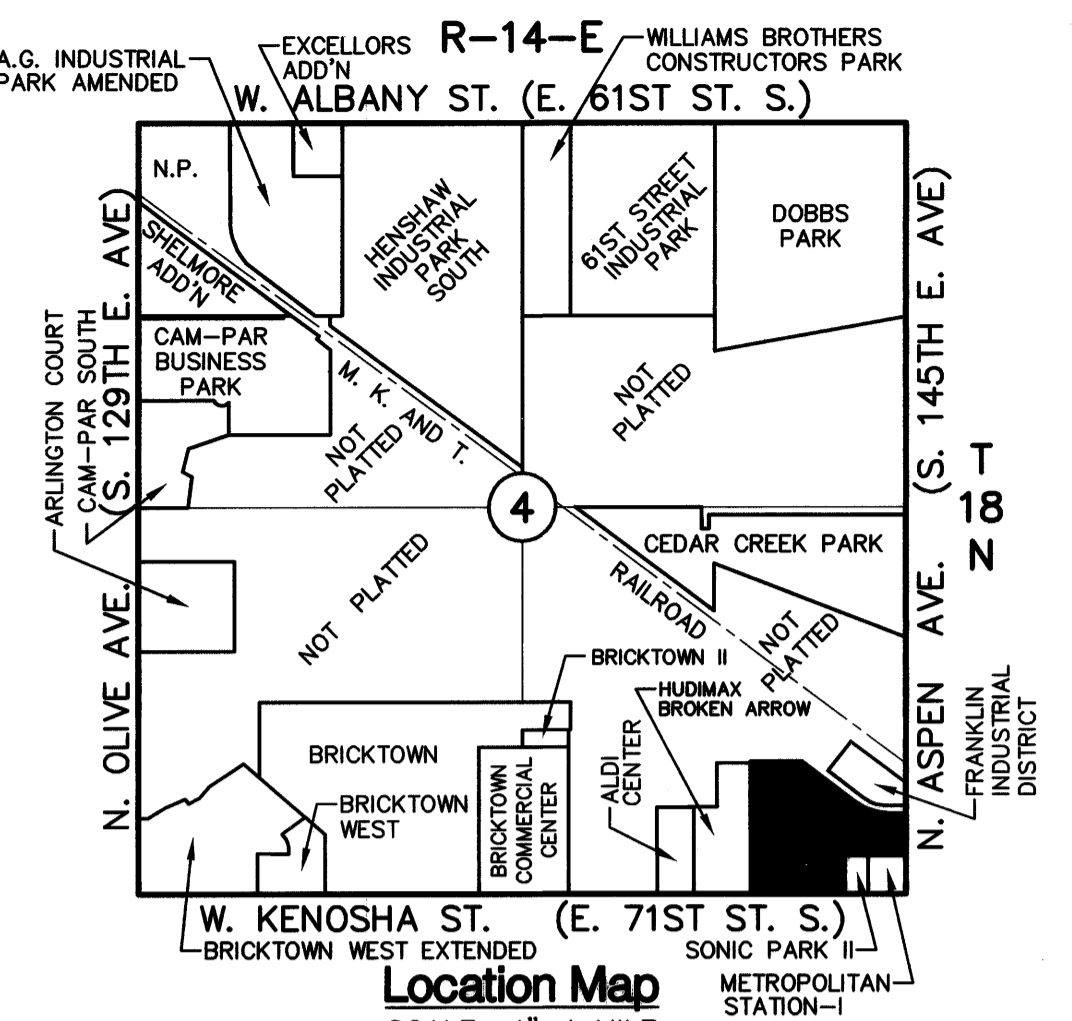 R-14-E
A.G. INDUSTRIAL
PARK AMENDED
EXCELLORS
ADD'N
WILLIAMS BROTHERS
CONSTRUCTORS PARK
W. ALBANY ST. (E. 61ST ST. S.)
N.P.
SHELMORE
ADD'N
HENSHAW
INDUSTRIAL
PARK
SOUTH
61ST STREET
INDUSTRIAL
PARK
DOBBS
PARK
CAM-PAR
BUSINESS
PARK
ARLINGTON COURT
CAM-PAR SOUTH
N. OLIVE AVE. (S. 129TH E. AVE)
M. K. AND T.
NOT
PLATTED
NOT
PLATTED
N. ASPEN AVE. (S. 145TH E. AVE)
T
18
N
4
CEDAR CREEK PARK
RAILROAD
NOT PLATTED
NOT
PLATTED
BRICKTOWN II
HUDIMAX
BROKEN ARROW
ALDI
CENTER
FRANKLIN
INDUSTRIAL
DISTRICT
BRICKTOWN
BRICKTOWN
WEST
BRICKTOWN
COMMERCIAL
CENTER
W. KENOSHA ST. (E. 71ST ST. S.)
BRICKTOWN WEST EXTENDED
SONIC PARK II
METROPOLITAN
STATION-I
Location Map